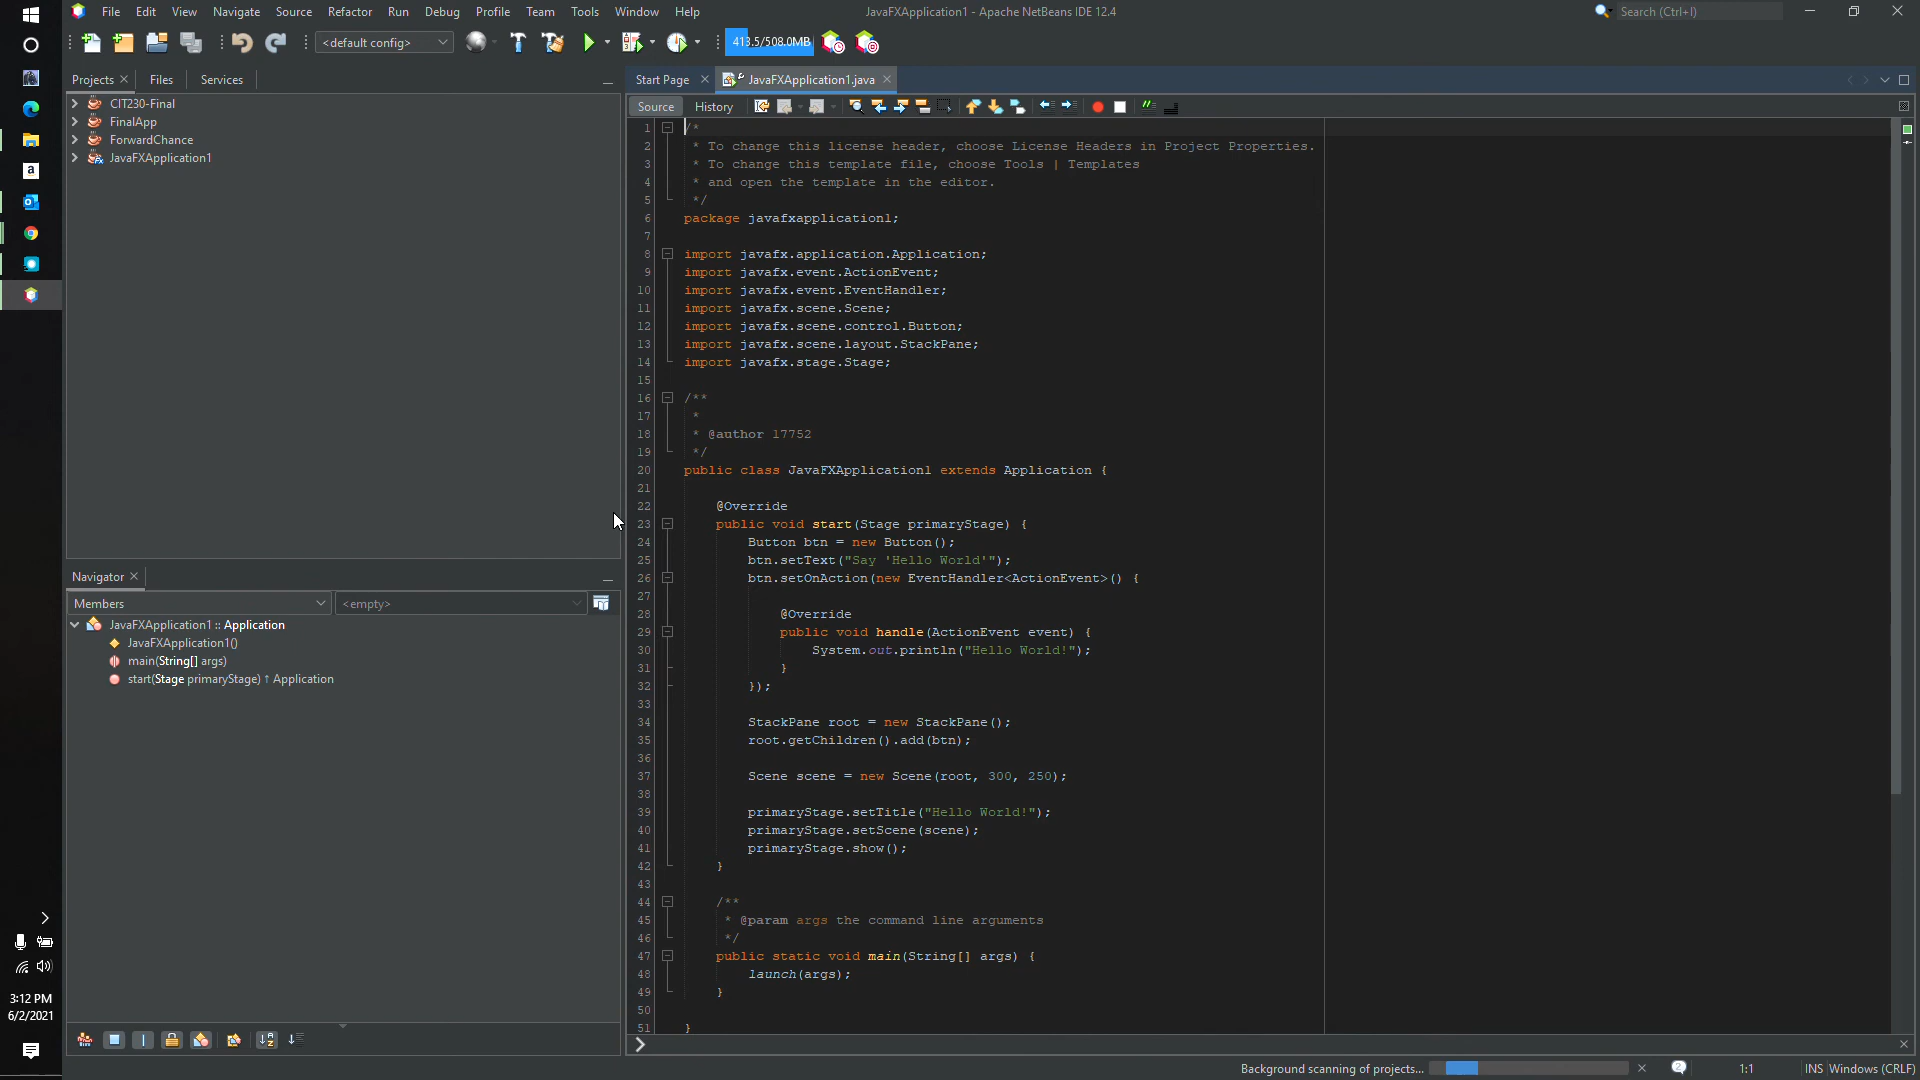 File Edit View Navigate Source Refactor Run Debug Profile Team Tools Window Help
JavaFXApplication1 - Apache NetBeans IDE 12.4
Search (Ctrl+I)
<default config>
413.5/508.0MB
Projects Files Services
CIT230-Final
FinalApp
ForwardChance
JavaFXApplication1
Start Page JavaFXApplication1.java
Source History
1 /*
2 * To change this license header, choose License Headers in Project Properties.
3 * To change this template file, choose Tools | Templates
4 * and open the template in the editor.
5 */
6 package javafxapplication1;
7
8 import javafx.application.Application;
9 import javafx.event.ActionEvent;
10 import javafx.event.EventHandler;
11 import javafx.scene.Scene;
12 import javafx.scene.control.Button;
13 import javafx.scene.layout.StackPane;
14 import javafx.stage.Stage;
15
16 /**
17 *
18 * @author 17752
19 */
20 public class JavaFXApplication1 extends Application {
21
22 @Override
23 public void start(Stage primaryStage) {
24 Button btn = new Button();
25 btn.setText("Say 'Hello World'");
26 btn.setOnAction(new EventHandler<ActionEvent>() {
27
28 @Override
29 public void handle(ActionEvent event) {
30 System.out.println("Hello World!");
31 }
32 });
33
34 StackPane root = new StackPane();
35 root.getChildren().add(btn);
36
37 Scene scene = new Scene(root, 300, 250);
38
39 primaryStage.setTitle("Hello World!");
40 primaryStage.setScene(scene);
41 primaryStage.show();
42 }
43
44 /**
45 * @param args the command line arguments
46 */
47 public static void main(String[] args) {
48 launch(args);
49 }
50
51 }
Navigator
Members
<empty>
JavaFXApplication1 :: Application
JavaFXApplication1()
main(String[] args)
start(Stage primaryStage) ↑ Application
3:12 PM
6/2/2021
Background scanning of projects... 2 1:1 INS Windows (CRLF)